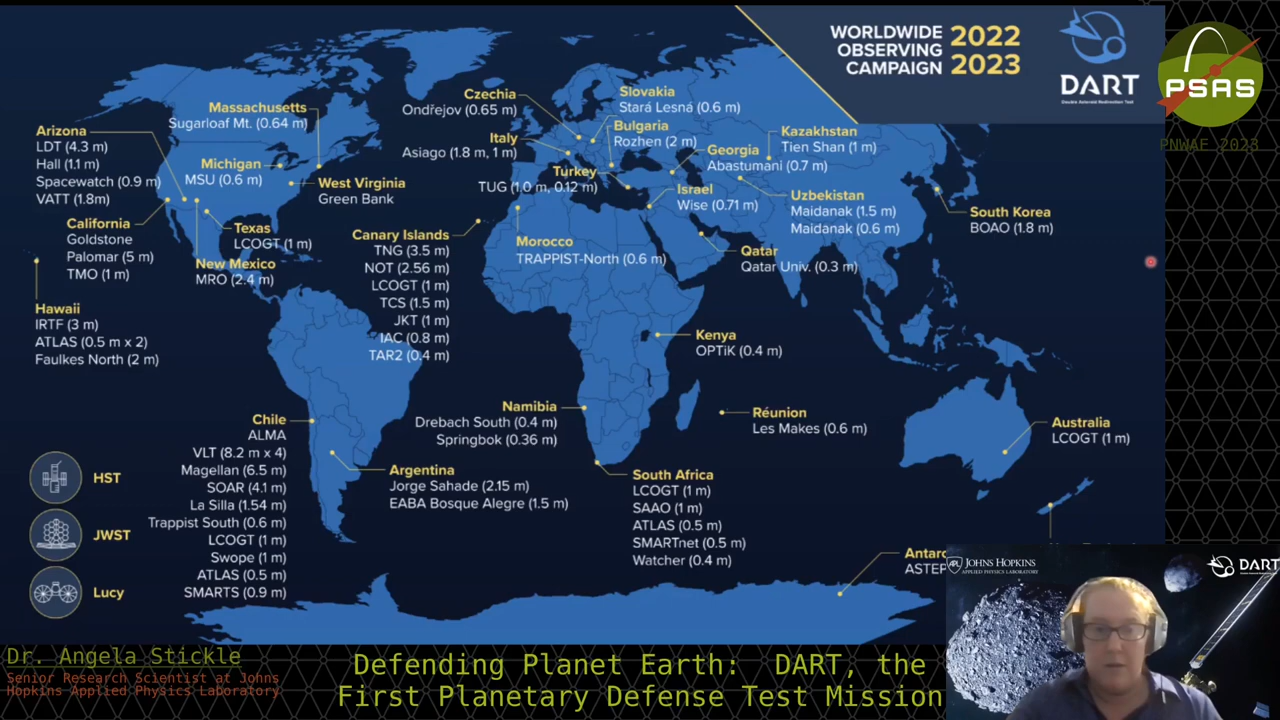 WORLDWIDE
OBSERVING
CAMPAIGN
2022
2023
DART
Double Asteroid Redirection Test
PSAS
PNWAE 2023
Massachusetts
Sugarloaf Mt. (0.64 m)
Arizona
LDT (4.3 m)
Hall (1.1 m)
Spacewatch (0.9 m)
VATT (1.8m)
Michigan
MSU (0.6 m)
West Virginia
Green Bank
California
Goldstone
Palomar (5 m)
TMO (1 m)
Texas
LCOGT (1 m)
New Mexico
MRO (2.4 m)
Hawaii
IRTF (3 m)
ATLAS (0.5 m x 2)
Faulkes North (2 m)
Czechia
Ondřejov (0.65 m)
Italy
Asiago (1.8 m, 1 m)
Slovakia
Stará Lesná (0.6 m)
Bulgaria
Rozhen (2 m)
Turkey
TUG (1.0 m, 0.12 m)
Georgia
Abastumani (0.7 m)
Kazakhstan
Tien Shan (1 m)
Israel
Wise (0.71 m)
Uzbekistan
Maidanak (1.5 m)
Maidanak (0.6 m)
South Korea
BOAO (1.8 m)
Canary Islands
TNG (3.5 m)
NOT (2.56 m)
LCOGT (1 m)
TCS (1.5 m)
JKT (1 m)
IAC (0.8 m)
TAR2 (0.4 m)
Morocco
TRAPPIST-North (0.6 m)
Qatar
Qatar Univ. (0.3 m)
Kenya
OPTiK (0.4 m)
Namibia
Drebach South (0.4 m)
Springbok (0.36 m)
Réunion
Les Makes (0.6 m)
Australia
LCOGT (1 m)
Chile
ALMA
VLT (8.2 m x 4)
Magellan (6.5 m)
SOAR (4.1 m)
La Silla (1.54 m)
Trappist South (0.6 m)
LCOGT (1 m)
Swope (1 m)
ATLAS (0.5 m)
SMARTS (0.9 m)
Argentina
Jorge Sahade (2.15 m)
EABA Bosque Alegre (1.5 m)
South Africa
LCOGT (1 m)
SAAO (1 m)
ATLAS (0.5 m)
SMARTnet (0.5 m)
Watcher (0.4 m)
HST
JWST
Lucy
Antarc
ASTEP
APL JOHNS HOPKINS
APPLIED PHYSICS LABORATORY
DART
Dr. Angela Stickle
Senior Research Scientist at Johns
Hopkins Applied Physics Laboratory
Defending Planet Earth: DART, the
First Planetary Defense Test Mission